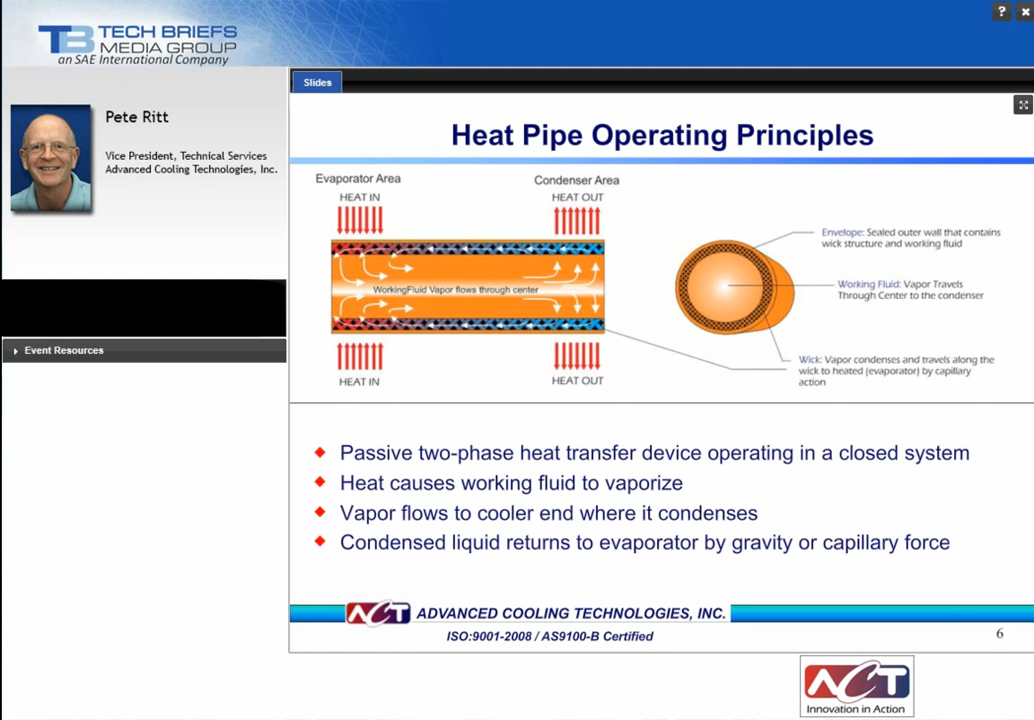 TB TECH BRIEFS
MEDIA GROUP
an SAE International Company
?
Pete Ritt
Vice President, Technical Services
Advanced Cooling Technologies, Inc.
Event Resources
Slides
Heat Pipe Operating Principles
Evaporator Area
HEAT IN
Condenser Area
HEAT OUT
WorkingFluid Vapor flows through center
HEAT IN
HEAT OUT
Envelope: Sealed outer wall that contains
wick structure and working fluid
Working Fluid: Vapor Travels
Through Center to the condenser
Wick: Vapor condenses and travels along the
wick to heated (evaporator) by capillary
action
Passive two-phase heat transfer device operating in a closed system
Heat causes working fluid to vaporize
Vapor flows to cooler end where it condenses
Condensed liquid returns to evaporator by gravity or capillary force
ACT ADVANCED COOLING TECHNOLOGIES, INC.
ISO:9001-2008 / AS9100-B Certified
6
ACT
Innovation in Action